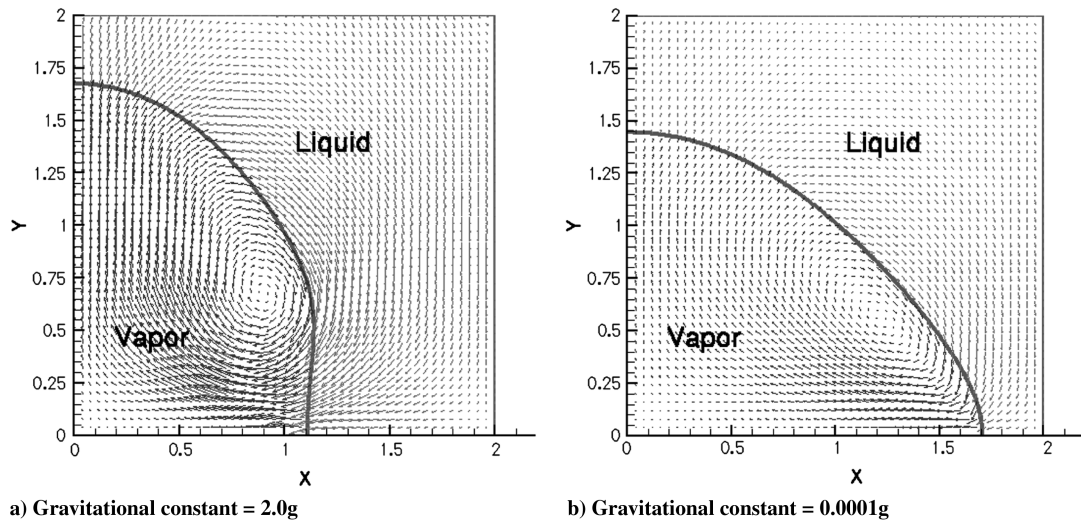 2
1.75
1.5
1.25
1
0.75
0.5
0.25
0
Y
Liquid
Vapor
0 0.5 1 1.5 2
X
a) Gravitational constant = 2.0g
2
1.75
1.5
1.25
1
0.75
0.5
0.25
0
Y
Liquid
Vapor
0 0.5 1 1.5 2
X
b) Gravitational constant = 0.0001g